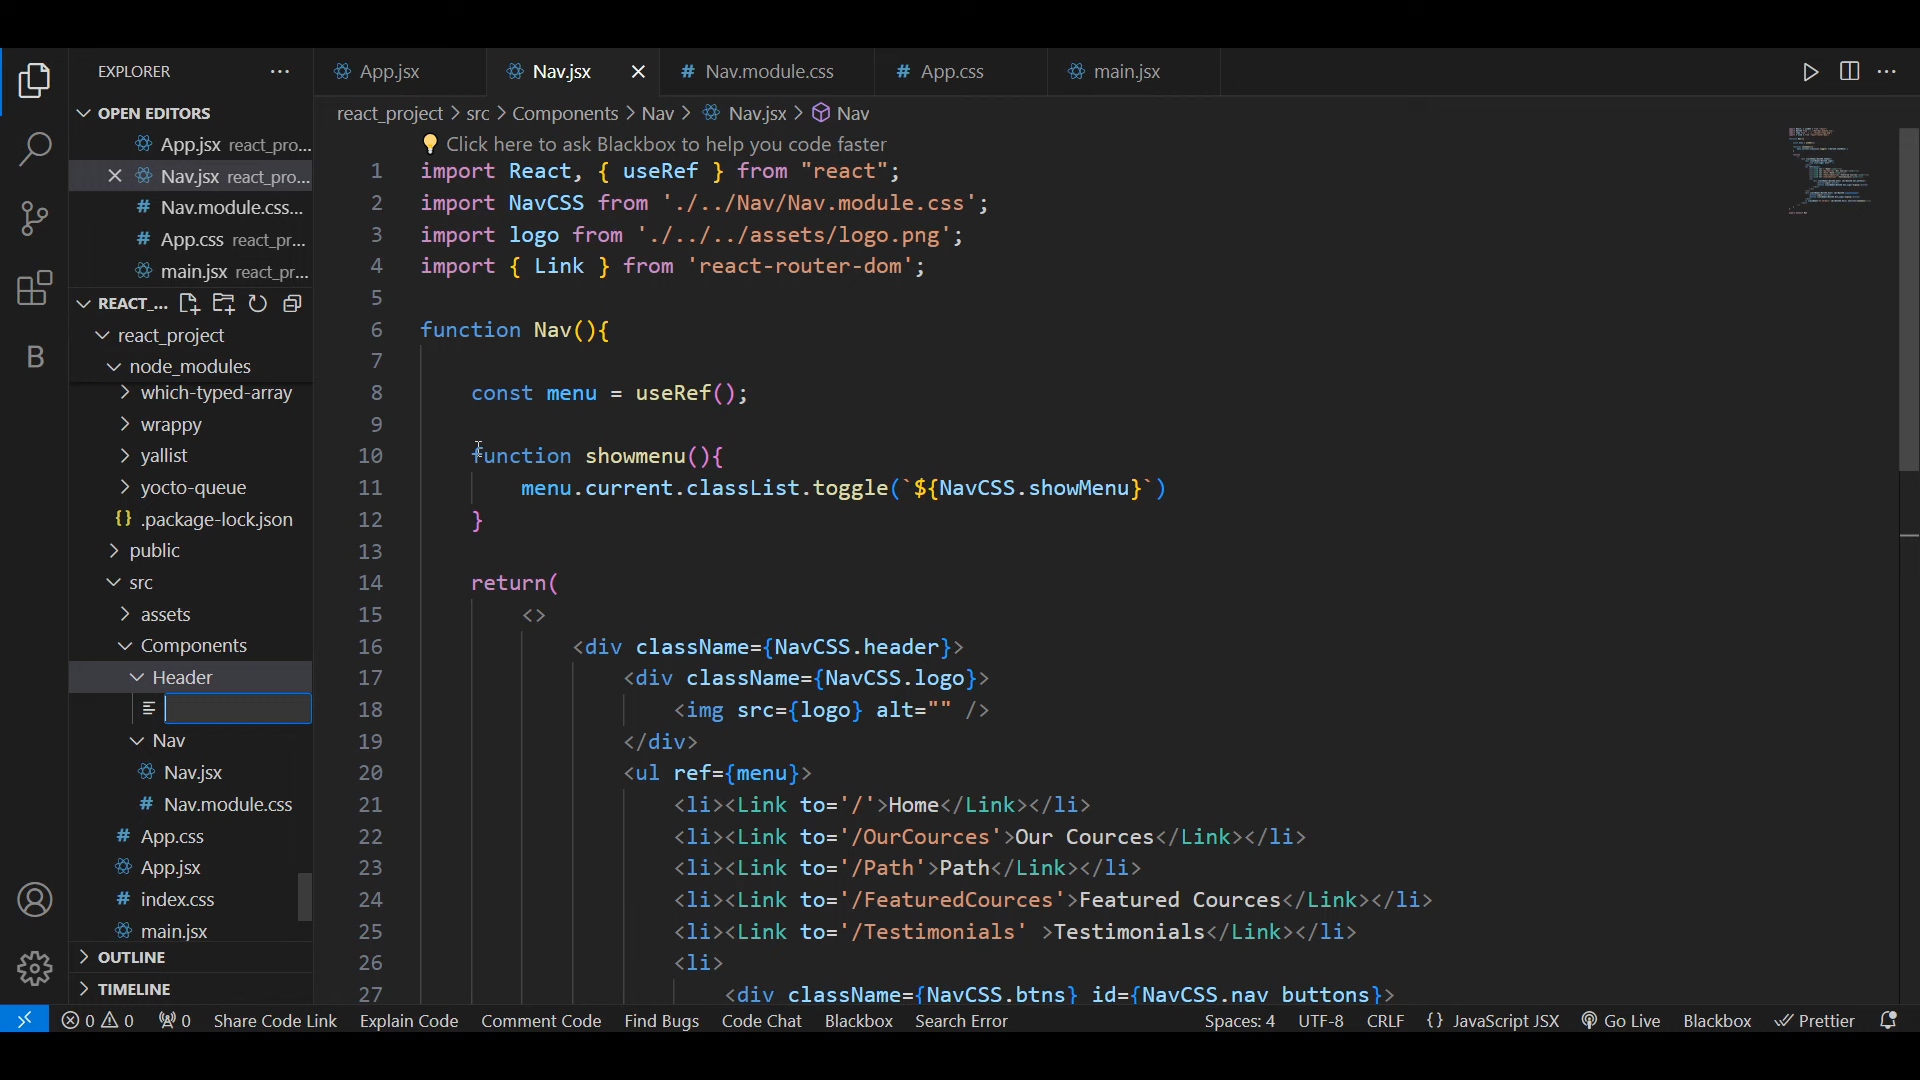 EXPLORER
···
App.jsx
Nav.jsx
# Nav.module.css
# App.css
main.jsx
···
OPEN EDITORS
App.jsx react_pro...
Nav.jsx react_pro...
# Nav.module.css...
# App.css react_pr...
main.jsx react_pr...
REACT_...
react_project
node_modules
which-typed-array
wrappy
yallist
yocto-queue
{} .package-lock.json
public
src
assets
Components
Header
Nav
Nav.jsx
# Nav.module.css
# App.css
App.jsx
# index.css
main.jsx
OUTLINE
TIMELINE
B
react_project > src > Components > Nav > Nav.jsx > Nav
Click here to ask Blackbox to help you code faster
1 import React, { useRef } from "react";
2 import NavCSS from './../Nav/Nav.module.css';
3 import logo from './../../assets/logo.png';
4 import { Link } from 'react-router-dom';
5
6 function Nav(){
7
8 const menu = useRef();
9
10 function showmenu(){
11 menu.current.classList.toggle(`${NavCSS.showMenu}`)
12 }
13
14 return(
15 <>
16 <div className={NavCSS.header}>
17 <div className={NavCSS.logo}>
18 <img src={logo} alt="" />
19 </div>
20 <ul ref={menu}>
21 <li><Link to='/'>Home</Link></li>
22 <li><Link to='/OurCources'>Our Cources</Link></li>
23 <li><Link to='/Path'>Path</Link></li>
24 <li><Link to='/FeaturedCources'>Featured Cources</Link></li>
25 <li><Link to='/Testimonials' >Testimonials</Link></li>
26 <li>
27 <div className={NavCSS.btns} id={NavCSS.nav_buttons}>
0 0 0 Share Code Link Explain Code Comment Code Find Bugs Code Chat Blackbox Search Error Spaces: 4 UTF-8 CRLF {} JavaScript JSX Go Live Blackbox Prettier